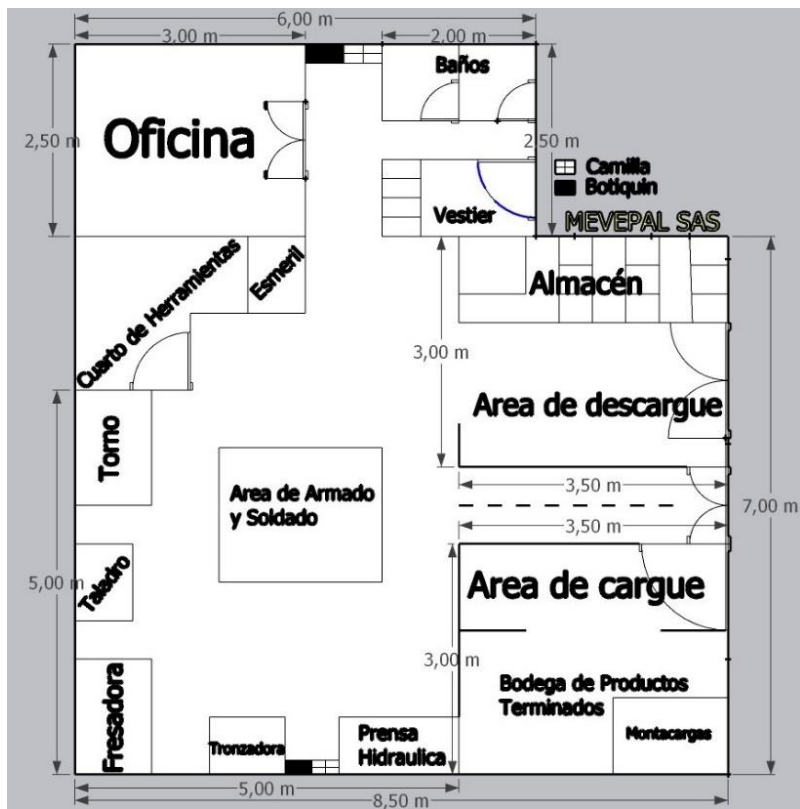 6,00 m
3,00 m
2,00 m
Baños
Oficina
2,50 m
2,50 m
Camilla
Botiquin
Vestier
MEVEPAL SAS
Cuarto de Herramientas
Esmeril
Almacén
3,00 m
Area de descargue
Torno
Area de Armado
y Soldado
3,50 m
7,00 m
3,50 m
5,00 m
Taladro
Area de cargue
3,00 m
Fresadora
Bodega de Productos
Terminados
Tronzadora
Prensa
Hidraulica
Montacargas
5,00 m
8,50 m